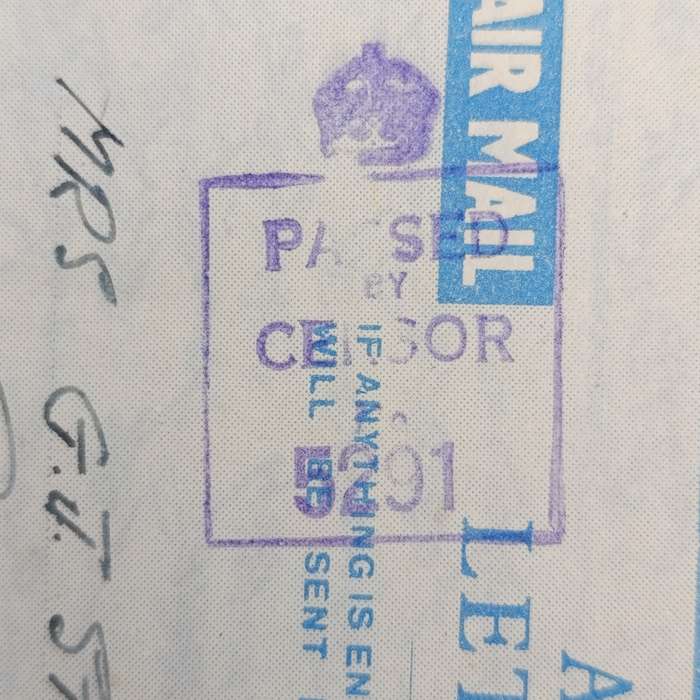 PASSED
BY
CENSOR
5291
AIR MAIL
LET
A
IF ANYTHING IS EN
WILL BE SENT
MRS G.